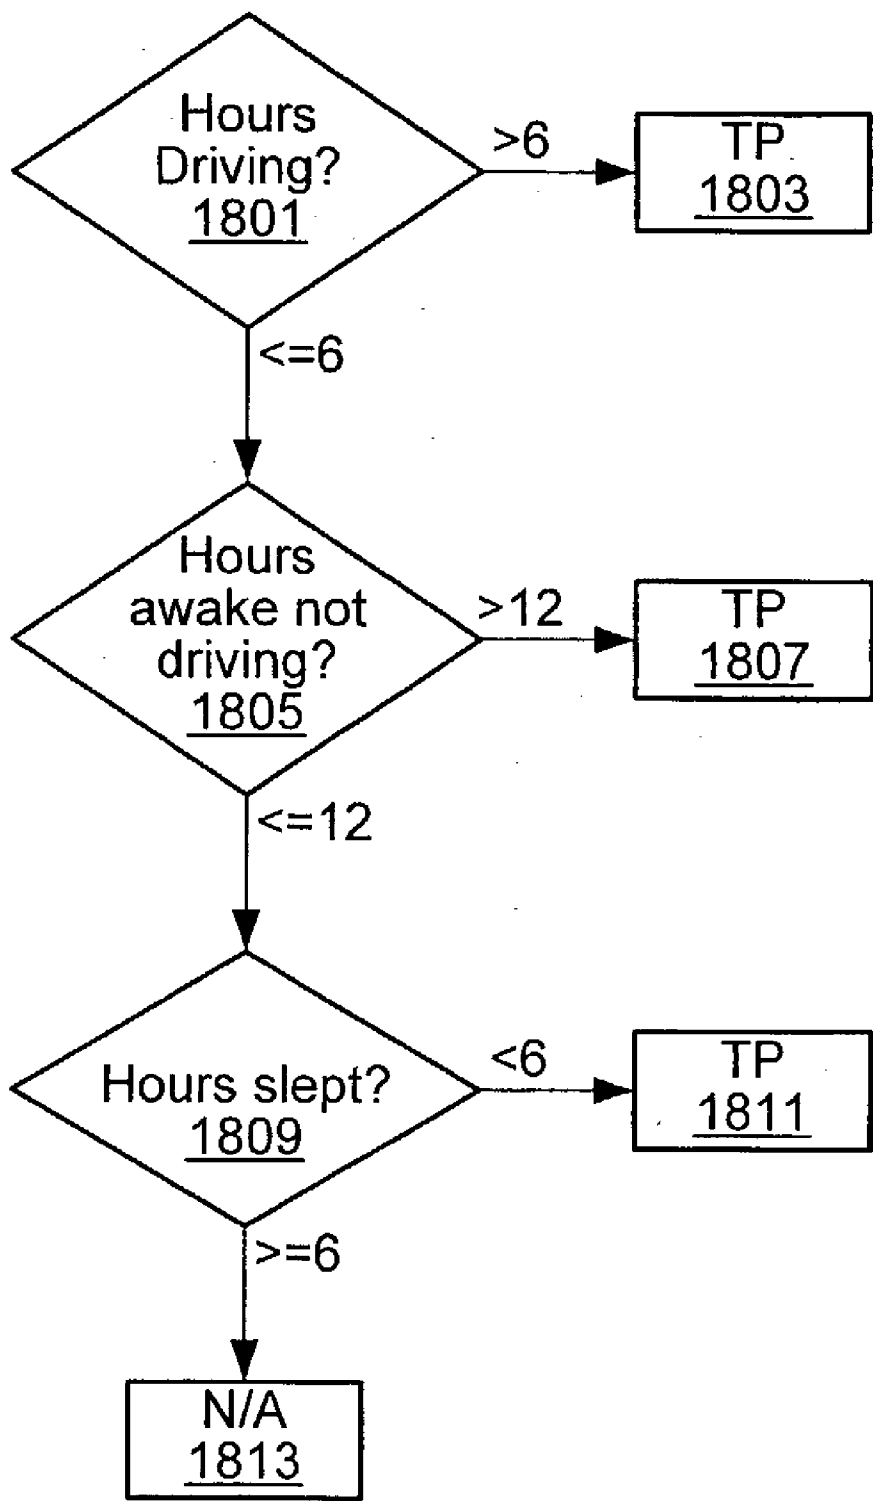 Hours
Driving?
1801
>6
TP
1803
<=6
Hours
awake not
driving?
1805
>12
TP
1807
<=12
Hours slept?
1809
<6
TP
1811
>=6
N/A
1813